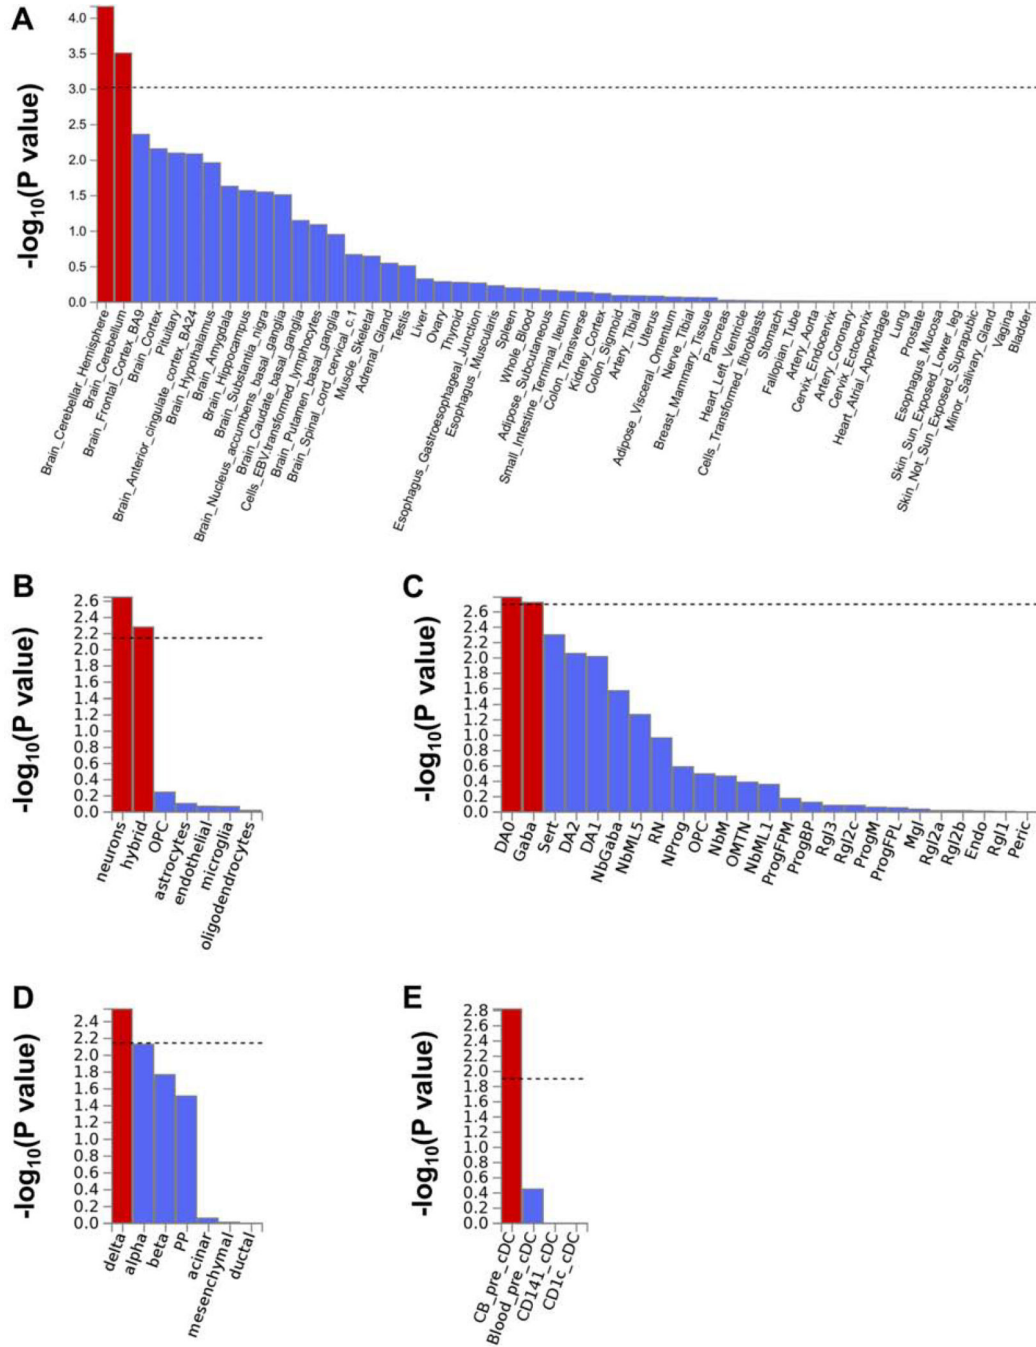 A
-log10(P value)
4.0
3.5
3.0
2.5
2.0
1.5
1.0
0.5
0.0
Brain_Cerebellar_Hemisphere
Brain_Cerebellum
Brain_Frontal_Cortex_BA9
Brain_Cortex
Pituitary
Brain_Anterior_cingulate_cortex_BA24
Brain_Hypothalamus
Brain_Amygdala
Brain_Hippocampus
Brain_Substantia_nigra
Brain_Nucleus_accumbens_basal_ganglia
Brain_Caudate_basal_ganglia
Cells_EBV.transformed_lymphocytes
Brain_Putamen_basal_ganglia
Brain_Spinal_cord_cervical_c.1
Muscle_Skeletal
Adrenal_Gland
Testis
Liver
Ovary
Thyroid
Esophagus_Gastroesophageal_Junction
Esophagus_Muscularis
Spleen
Whole_Blood
Adipose_Subcutaneous
Small_Intestine_Terminal_Ileum
Colon_Transverse
Kidney_Cortex
Colon_Sigmoid
Artery_Tibial
Uterus
Adipose_Visceral_Omentum
Nerve_Tibial
Breast_Mammary_Tissue
Pancreas
Heart_Left_Ventricle
Cells_Transformed_fibroblasts
Stomach
Fallopian_Tube
Artery_Aorta
Cervix_Endocervix
Artery_Coronary
Cervix_Ectocervix
Heart_Atrial_Appendage
Lung
Prostate
Esophagus_Mucosa
Skin_Sun_Exposed_Lower_leg
Skin_Not_Sun_Exposed_Suprapubic
Minor_Salivary_Gland
Vagina
Bladder
B
-log10(P value)
2.6
2.4
2.2
2.0
1.8
1.6
1.4
1.2
1.0
0.8
0.6
0.4
0.2
0.0
neurons
hybrid
OPC
astrocytes
endothelial
microglia
oligodendrocytes
C
-log10(P value)
2.6
2.4
2.2
2.0
1.8
1.6
1.4
1.2
1.0
0.8
0.6
0.4
0.2
0.0
DA0
Gaba
Sert
DA2
DA1
NbGaba
NbML5
RN
NProg
OPC
NbM
OMTN
NbML1
ProgFPM
ProgBP
Rgl3
Rgl2c
ProgM
ProgFPL
Mgl
Rgl2a
Rgl2b
Endo
Rgl1
Peric
D
-log10(P value)
2.4
2.2
2.0
1.8
1.6
1.4
1.2
1.0
0.8
0.6
0.4
0.2
0.0
delta
alpha
beta
PP
acinar
mesenchymal
ductal
E
-log10(P value)
2.8
2.6
2.4
2.2
2.0
1.8
1.6
1.4
1.2
1.0
0.8
0.6
0.4
0.2
0.0
CB_pre_cDC
Blood_pre_cDC
CD141_cDC
CD1c_cDC